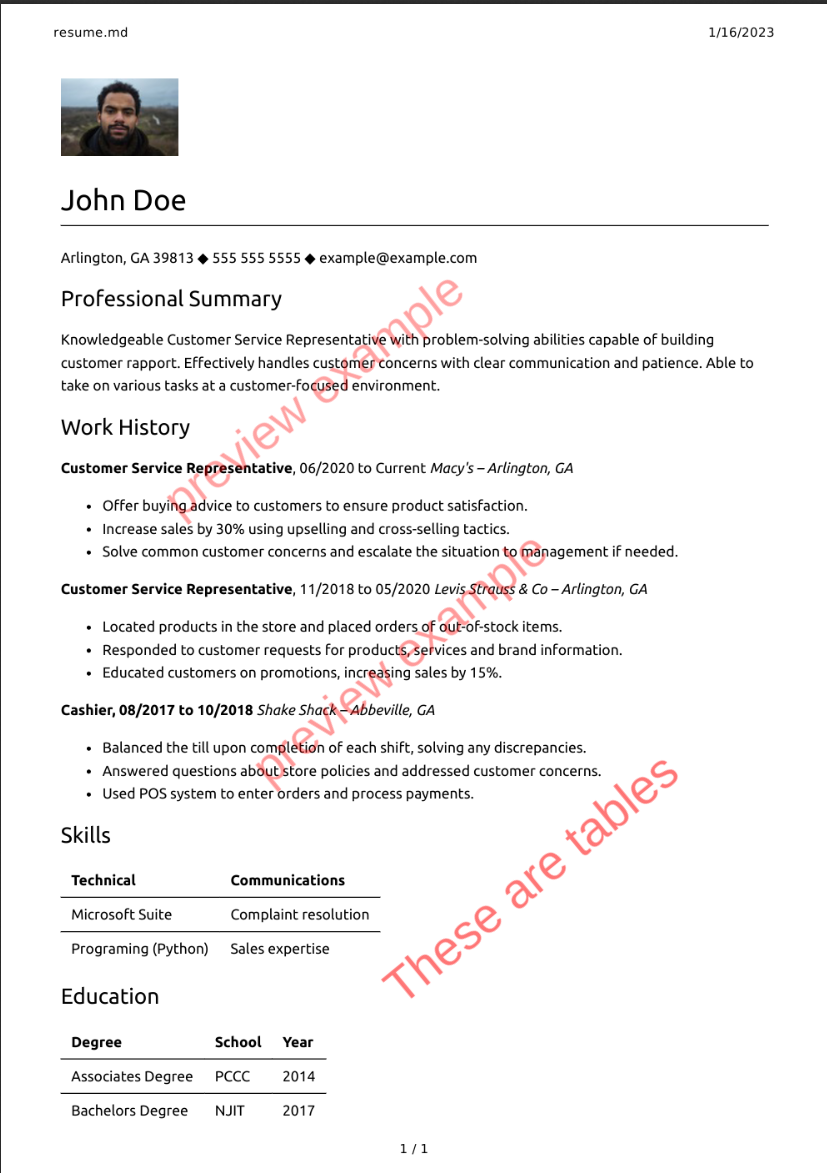 resume.md 1/16/2023
John Doe
Arlington, GA 39813 ◆ 555 555 5555 ◆ example@example.com
Professional Summary
Knowledgeable Customer Service Representative with problem-solving abilities capable of building
customer rapport. Effectively handles customer concerns with clear communication and patience. Able to
take on various tasks at a customer-focused environment.
preview example
Work History
Customer Service Representative, 06/2020 to Current Macy's – Arlington, GA
• Offer buying advice to customers to ensure product satisfaction.
• Increase sales by 30% using upselling and cross-selling tactics.
• Solve common customer concerns and escalate the situation to management if needed.
Customer Service Representative, 11/2018 to 05/2020 Levis Strauss & Co – Arlington, GA
• Located products in the store and placed orders of out-of-stock items.
• Responded to customer requests for products, services and brand information.
• Educated customers on promotions, increasing sales by 15%.
preview example
Cashier, 08/2017 to 10/2018 Shake Shack – Abbeville, GA
• Balanced the till upon completion of each shift, solving any discrepancies.
• Answered questions about store policies and addressed customer concerns.
• Used POS system to enter orders and process payments.
Skills
Technical Communications
Microsoft Suite Complaint resolution
Programing (Python) Sales expertise
These are tables
Education
Degree School Year
Associates Degree PCCC 2014
Bachelors Degree NJIT 2017
1 / 1